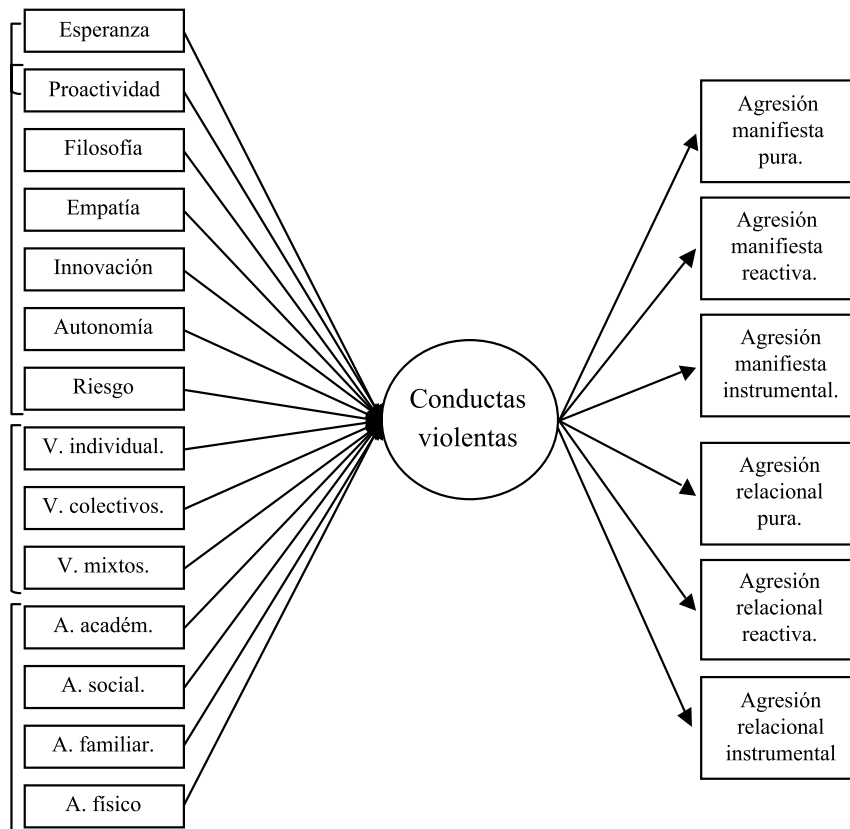 Esperanza
Proactividad
Filosofía
Empatía
Innovación
Autonomía
Riesgo
V. individual.
V. colectivos.
V. mixtos.
A. académ.
A. social.
A. familiar.
A. físico
Conductas
violentas
Agresión
manifiesta
pura.
Agresión
manifiesta
reactiva.
Agresión
manifiesta
instrumental.
Agresión
relacional
pura.
Agresión
relacional
reactiva.
Agresión
relacional
instrumental